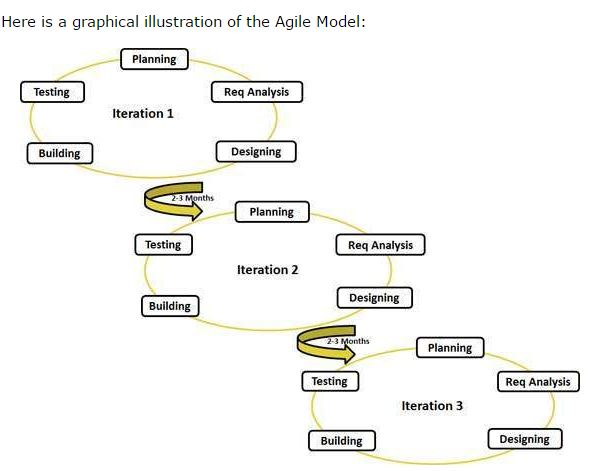 Here is a graphical illustration of the Agile Model:
Planning
Testing
Req Analysis
Iteration 1
Building
Designing
2-3 Months
Planning
Testing
Req Analysis
Iteration 2
Building
Designing
2-3 Months
Planning
Testing
Req Analysis
Iteration 3
Building
Designing